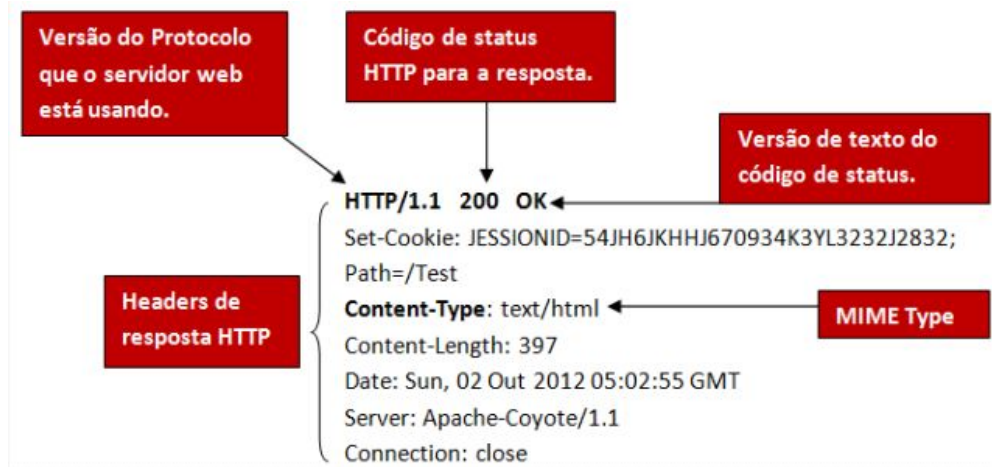 Versão do Protocolo
que o servidor web
está usando.
Código de status
HTTP para a resposta.
Versão de texto do
código de status.
HTTP/1.1 200 OK
Set-Cookie: JESSIONID=54JH6JKHHJ670934K3YL3232J2832;
Path=/Test
Headers de
resposta HTTP
Content-Type: text/html
MIME Type
Content-Length: 397
Date: Sun, 02 Out 2012 05:02:55 GMT
Server: Apache-Coyote/1.1
Connection: close